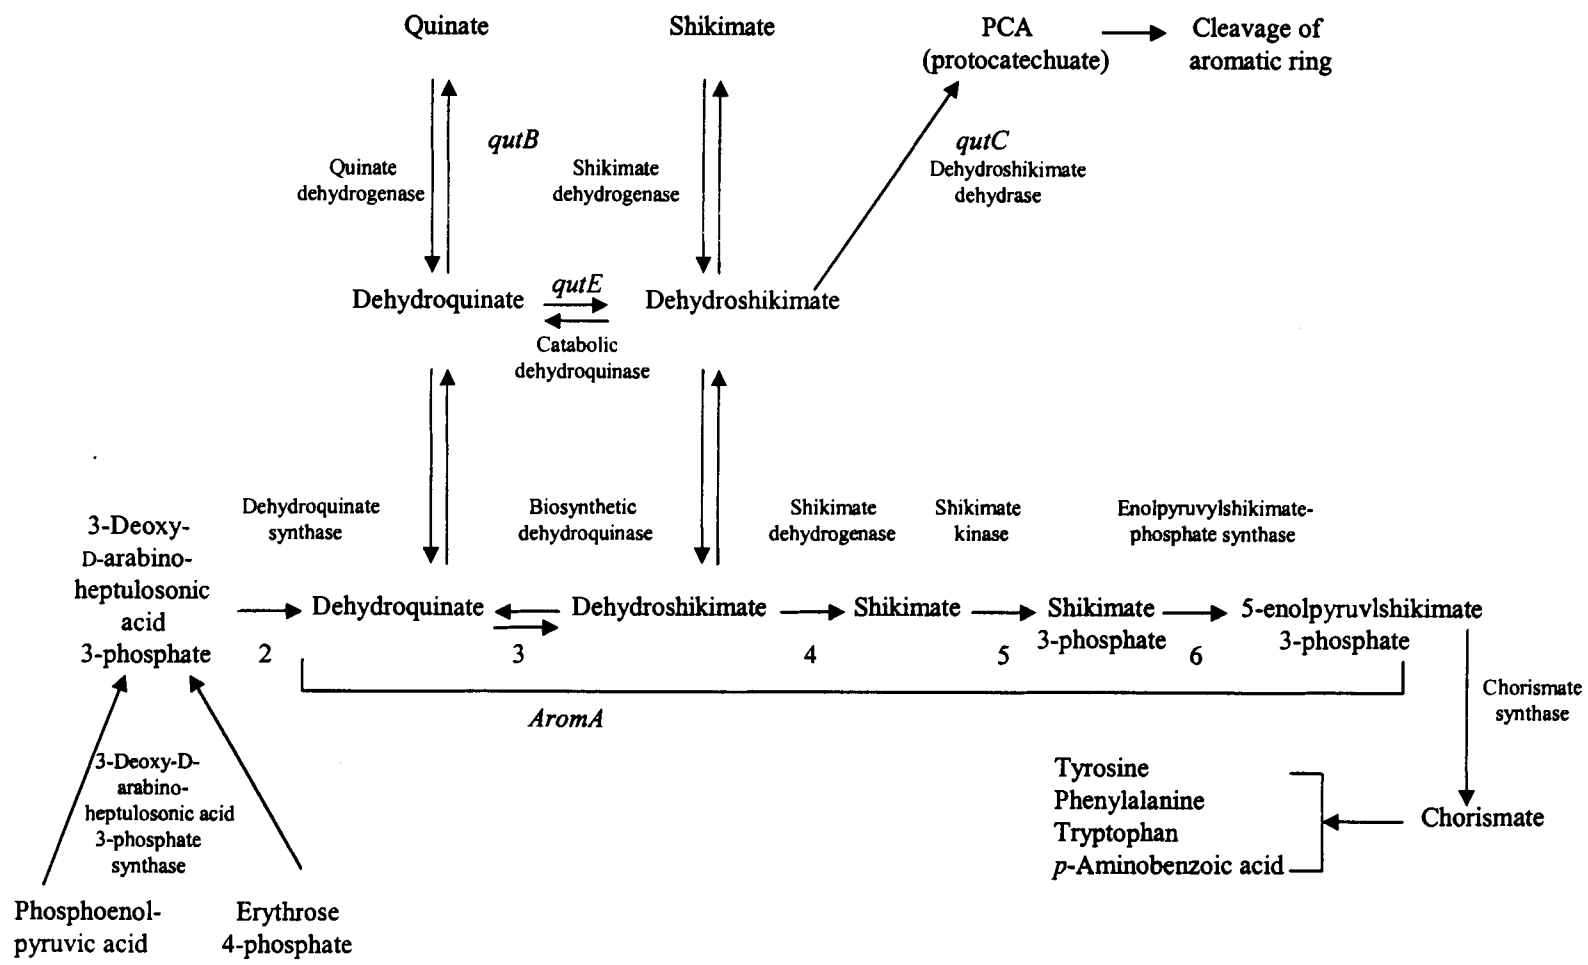 Quinate
Shikimate
PCA
(protocatechuate)
Cleavage of
aromatic ring
qutB
Quinate
dehydrogenase
Shikimate
dehydrogenase
qutC
Dehydroshikimate
dehydrase
Dehydroquinate
qutE
Dehydroshikimate
Catabolic
dehydroquinase
3-Deoxy-
D-arabino-
heptulosonic
acid
3-phosphate
Dehydroquinate
synthase
Biosynthetic
dehydroquinase
Shikimate
dehydrogenase
Shikimate
kinase
Enolpyruvylshikimate-
phosphate synthase
Dehydroquinate
Dehydroshikimate
Shikimate
Shikimate
3-phosphate
5-enolpyruvlshikimate
3-phosphate
2
3
4
5
6
AromA
Chorismate
synthase
3-Deoxy-D-
arabino-
heptulosonic acid
3-phosphate
synthase
Tyrosine
Phenylalanine
Tryptophan
p-Aminobenzoic acid
Chorismate
Phosphoenol-
pyruvic acid
Erythrose
4-phosphate